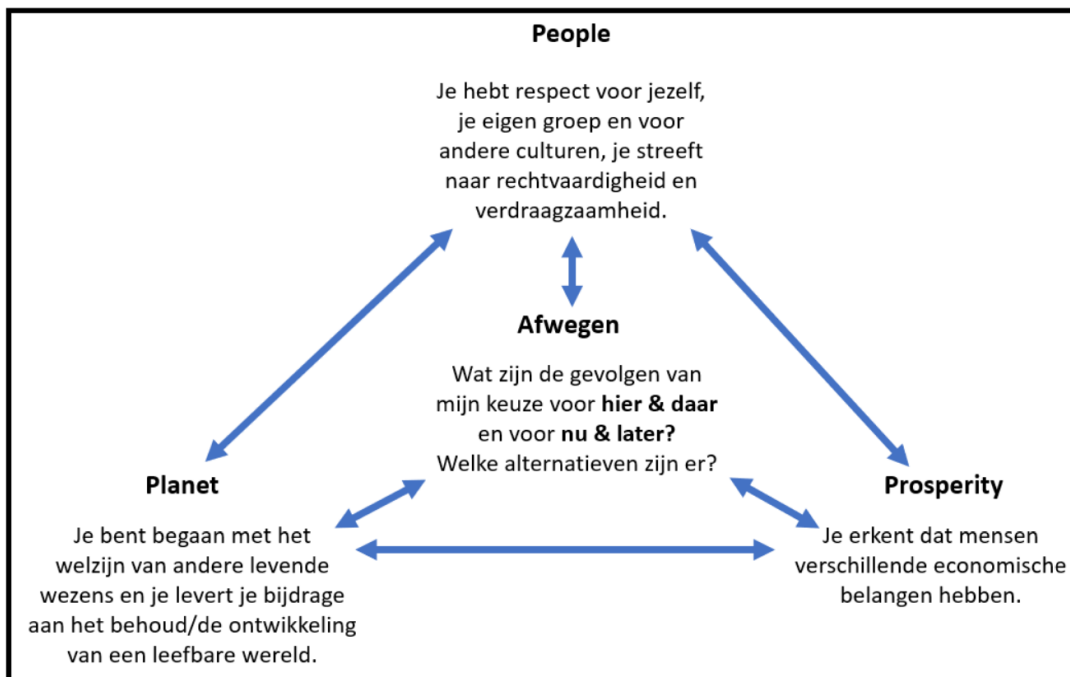 People
Je hebt respect voor jezelf,
je eigen groep en voor
andere culturen, je streeft
naar rechtvaardigheid en
verdraagzaamheid.
Afwegen
Wat zijn de gevolgen van
mijn keuze voor hier & daar
en voor nu & later?
Welke alternatieven zijn er?
Planet
Je bent begaan met het
welzijn van andere levende
wezens en je levert je bijdrage
aan het behoud/de ontwikkeling
van een leefbare wereld.
Prosperity
Je erkent dat mensen
verschillende economische
belangen hebben.